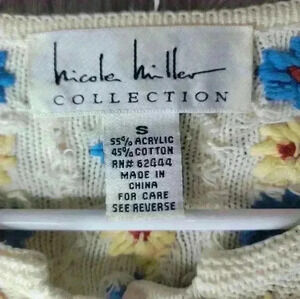 nicole miller
COLLECTION
S
55% ACRYLIC
45% COTTON
RN# 62444
MADE IN
CHINA
FOR CARE
SEE REVERSE